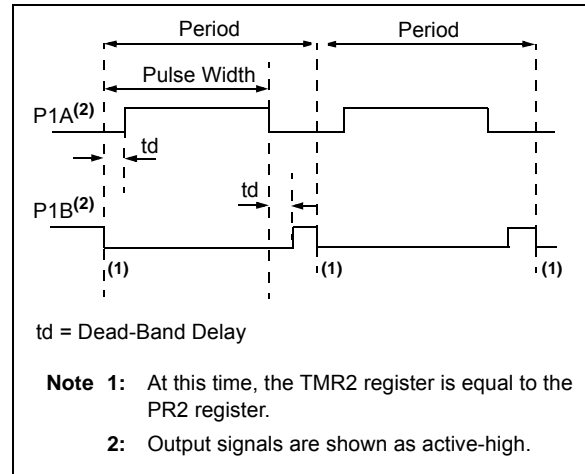 Period Period
Pulse Width
P1A(2)
td
td
P1B(2)
(1) (1) (1)
td = Dead-Band Delay
Note 1: At this time, the TMR2 register is equal to the
PR2 register.
2: Output signals are shown as active-high.